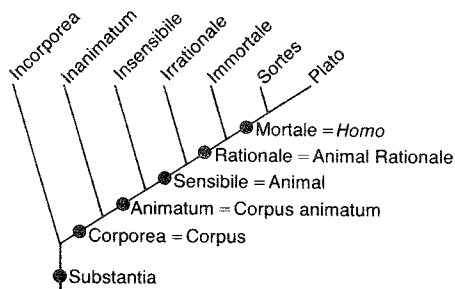 Incorporea
Inanimatum
Insensibile
Irrationale
Immortale
Sortes
Plato
Mortale = Homo
Rationale = Animal Rationale
Sensibile = Animal
Animatum = Corpus animatum
Corporea = Corpus
Substantia